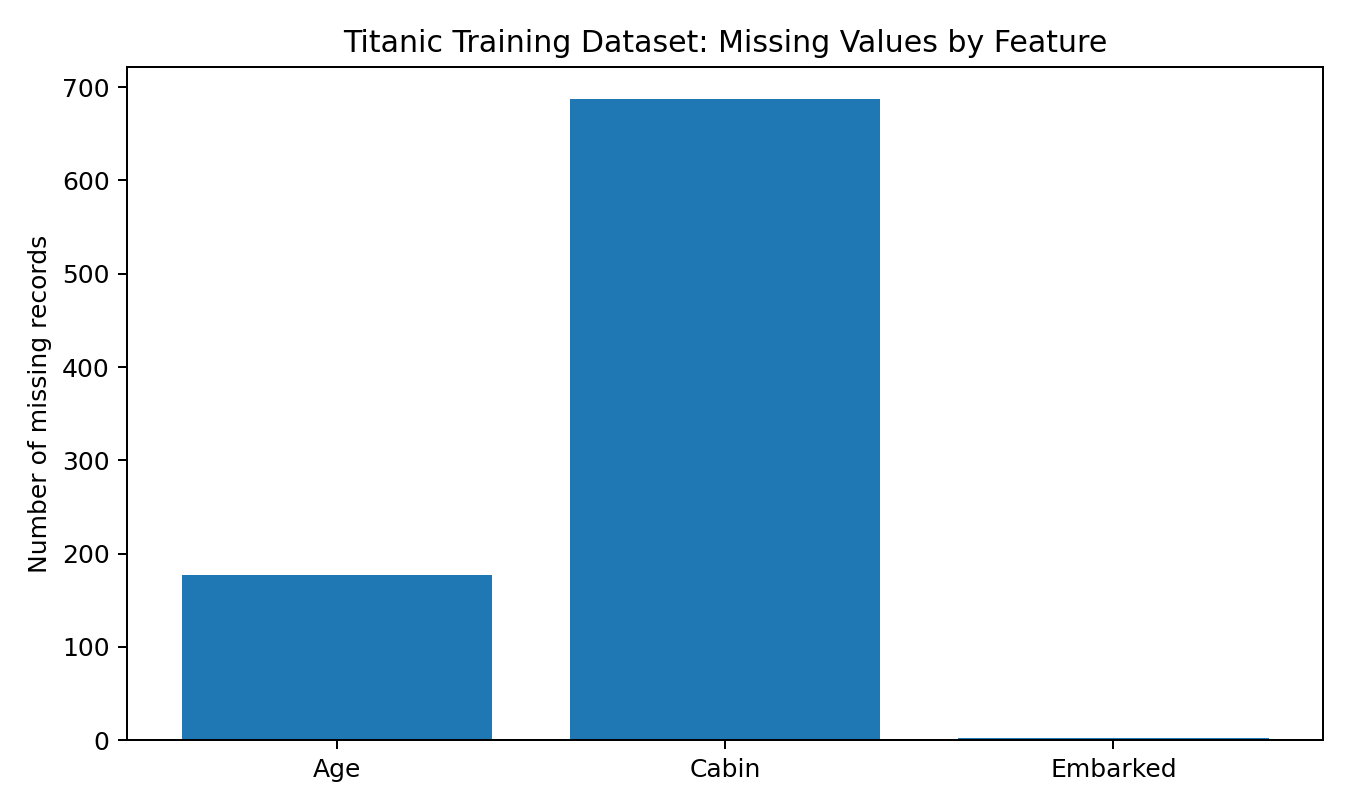 Titanic Training Dataset: Missing Values by Feature
Number of missing records
700
600
500
400
300
200
100
0
Age
Cabin
Embarked